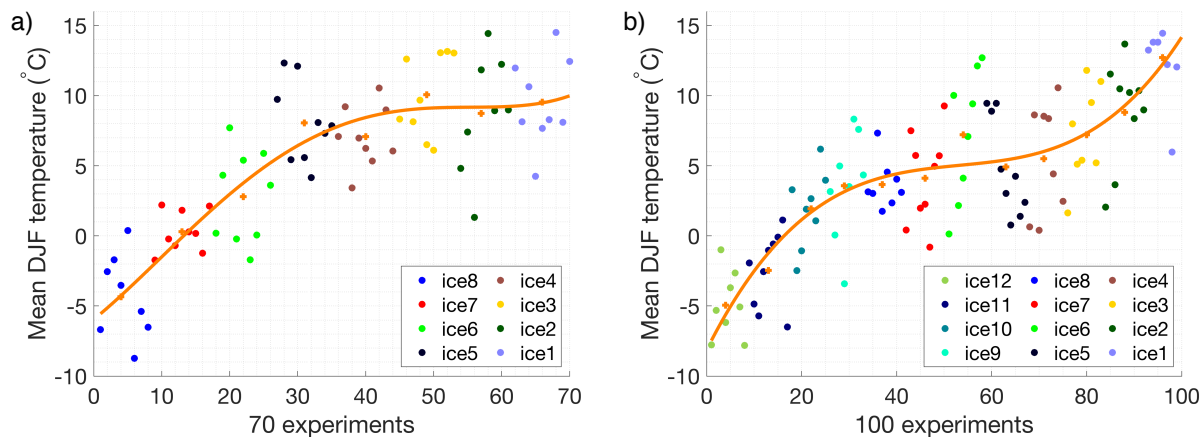 a)
Mean DJF temperature (°C)
15
10
5
0
-5
-10
0 10 20 30 40 50 60 70
70 experiments
ice8 ice4
ice7 ice3
ice6 ice2
ice5 ice1
b)
Mean DJF temperature (°C)
15
10
5
0
-5
-10
0 20 40 60 80 100
100 experiments
ice12 ice8 ice4
ice11 ice7 ice3
ice10 ice6 ice2
ice9 ice5 ice1